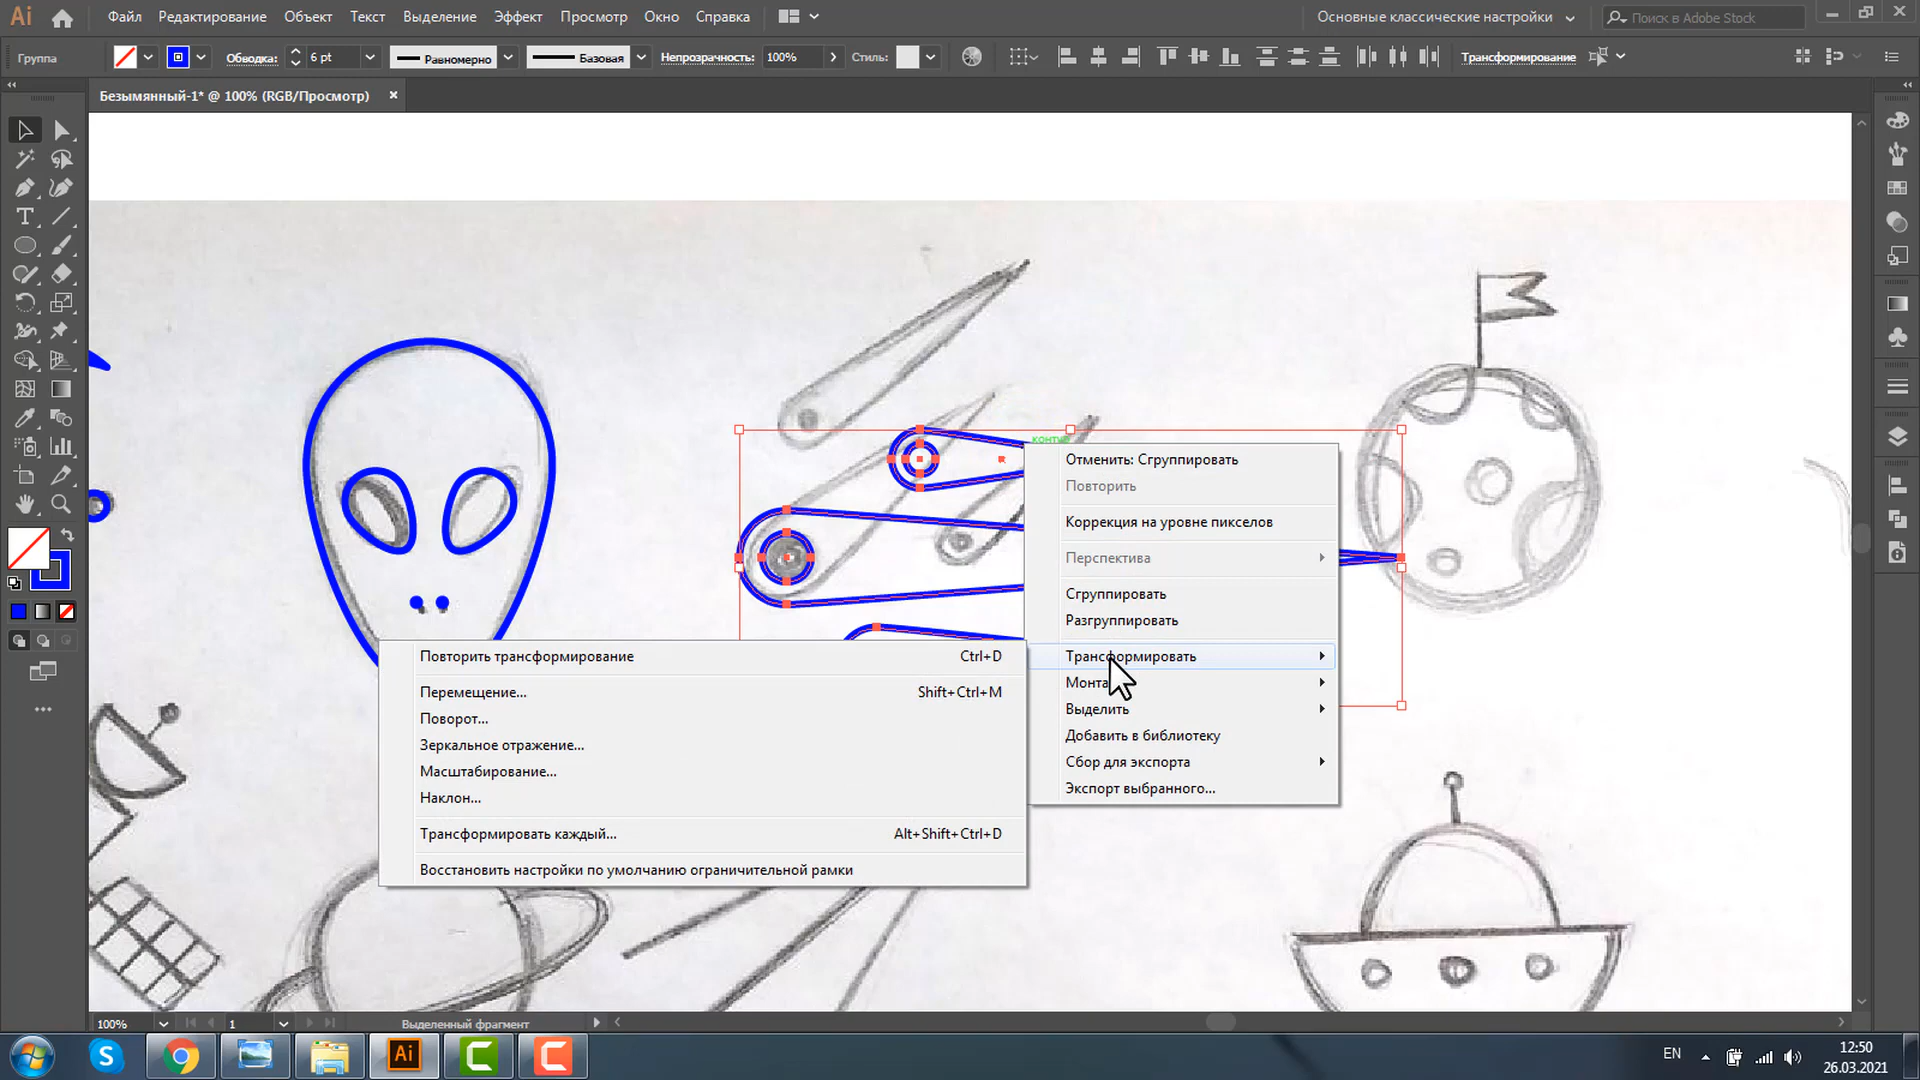 Ai Файл Редактирование Объект Текст Выделение Эффект Просмотр Окно Справка Основные классические настройки Поиск в Adobe Stock
Группа Обводка: 6 pt Равномерно Базовая Непрозрачность: 100% Стиль: Трансформирование
Безымянный-1* @ 100% (RGB/Просмотр)
Отменить: Сгруппировать
Повторить
Коррекция на уровне пикселов
Перспектива
Сгруппировать
Разгруппировать
Трансформировать
Монта
Выделить
Добавить в библиотеку
Сбор для экспорта
Экспорт выбранного...
Повторить трансформирование Ctrl+D
Перемещение... Shift+Ctrl+M
Поворот...
Зеркальное отражение...
Масштабирование...
Наклон...
Трансформировать каждый... Alt+Shift+Ctrl+D
Восстановить настройки по умолчанию ограничительной рамки
100% 1 Выделенный фрагмент
Ai EN 12:50
26.03.2021